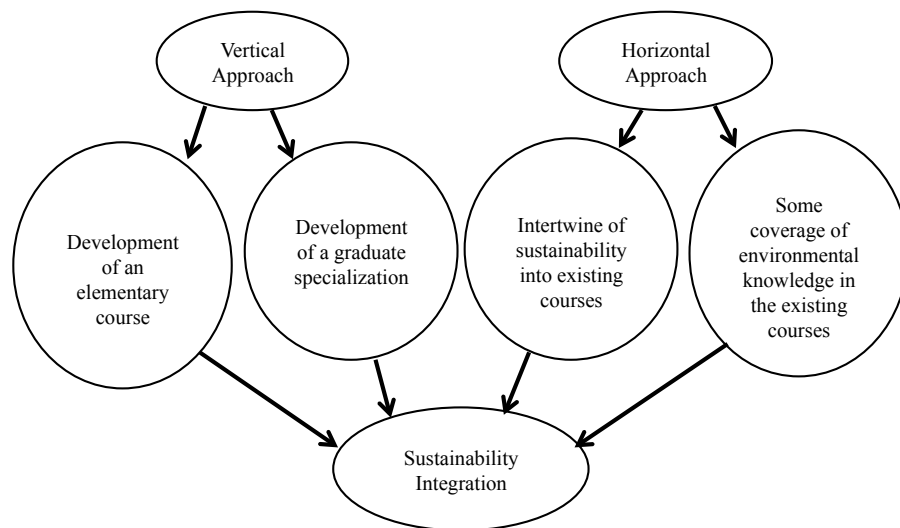 Vertical
Approach
Horizontal
Approach
Development
of an
elementary
course
Development
of a graduate
specialization
Intertwine of
sustainability
into existing
courses
Some
coverage of
environmental
knowledge in
the existing
courses
Sustainability
Integration